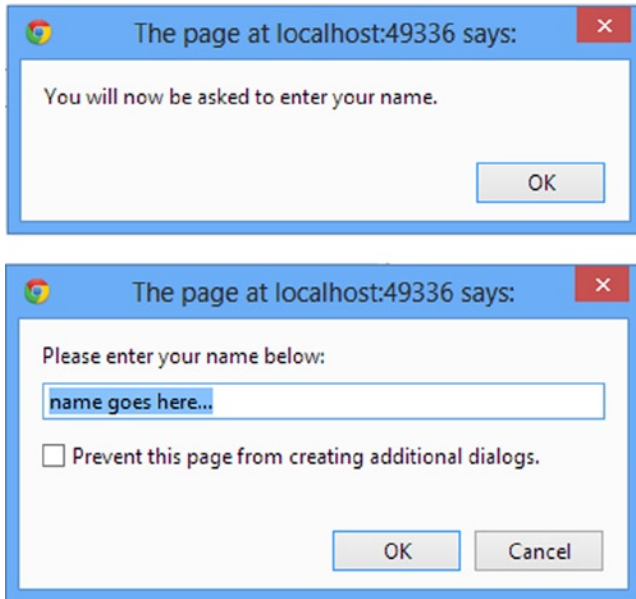 The page at localhost:49336 says:
You will now be asked to enter your name.
OK
The page at localhost:49336 says:
Please enter your name below:
name goes here...
Prevent this page from creating additional dialogs.
OK Cancel